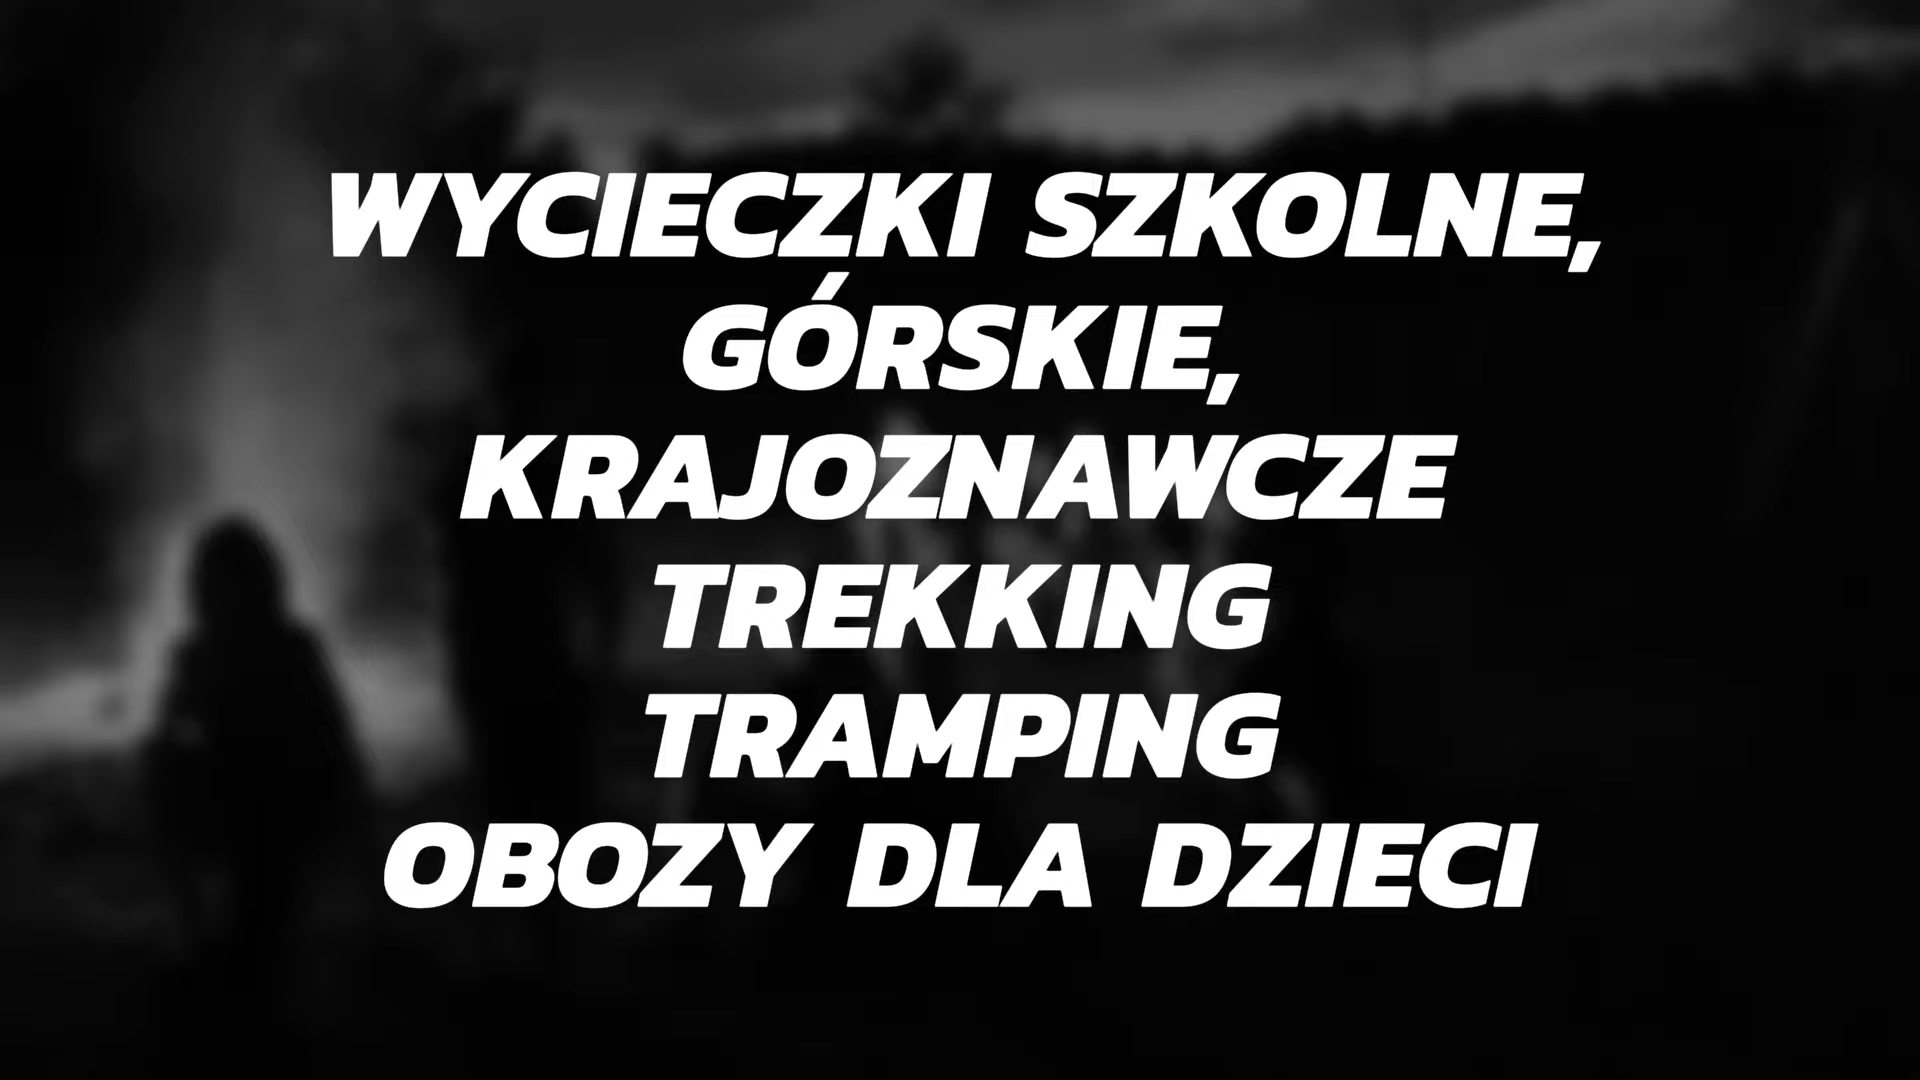 WYCIECZKI SZKOLNE,
GÓRSKIE,
KRAJOZNAWCZE
TREKKING
TRAMPING
OBOZY DLA DZIECI